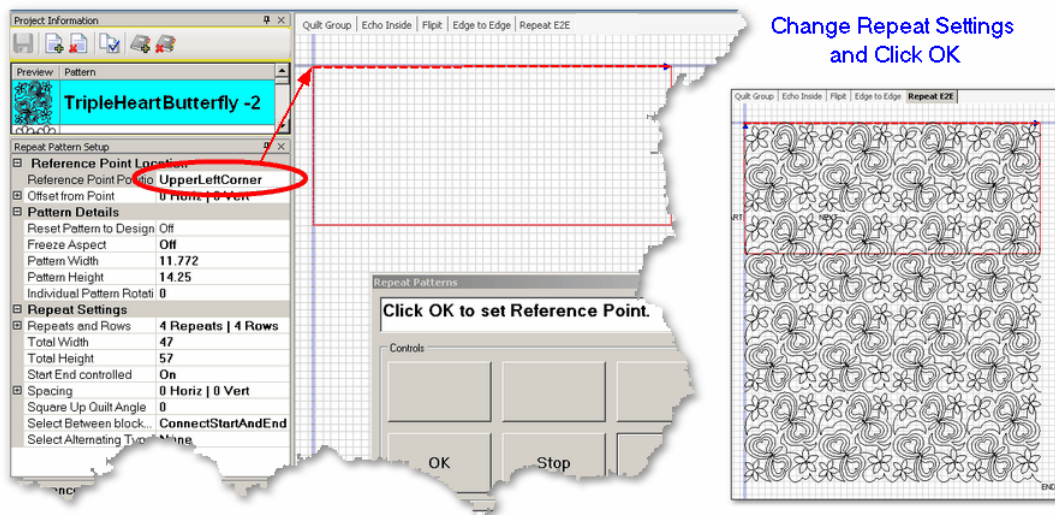 Project Information
Quilt Group | Echo Inside | Flipit | Edge to Edge | Repeat E2E
Change Repeat Settings
and Click OK
Preview Pattern
TripleHeartButterfly -2
Repeat Pattern Setup
Reference Point Lo
Reference Point UpperLeftCorner
Offset from Point 0 Horiz | 0 Vert
Pattern Details
Reset Pattern to Design Off
Freeze Aspect Off
Pattern Width 11.772
Pattern Height 14.25
Individual Pattern Rotati 0
Repeat Settings
Repeats and Rows 4 Repeats | 4 Rows
Total Width 47
Total Height 57
Start End controlled On
Spacing 0 Horiz | 0 Vert
Square Up Quilt Angle 0
Select Between block... ConnectStartAndEnd
Select Alternating Typ None
Repeat Patterns
Click OK to set Reference Point.
Controls
OK Stop
Quilt Group | Echo Inside | Flipit | Edge to Edge | Repeat E2E
ART NEXT
END